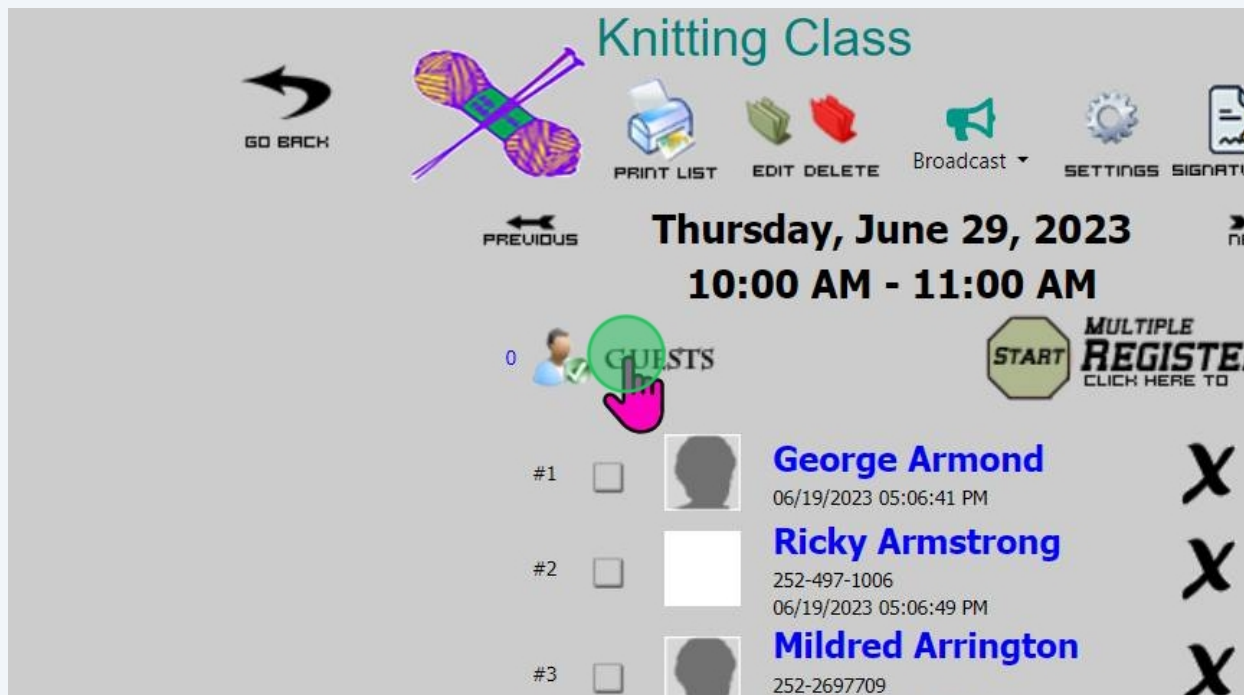 Knitting Class
GO BACK
PRINT LIST
EDIT DELETE
Broadcast
SETTINGS
PREVIOUS
Thursday, June 29, 2023
10:00 AM - 11:00 AM
0
GUESTS
START
MULTIPLE
CLICK HERE TO
#1
George Armond
06/19/2023 05:06:41 PM
X
#2
Ricky Armstrong
252-497-1006
06/19/2023 05:06:49 PM
X
#3
Mildred Arrington
252-2697709
X